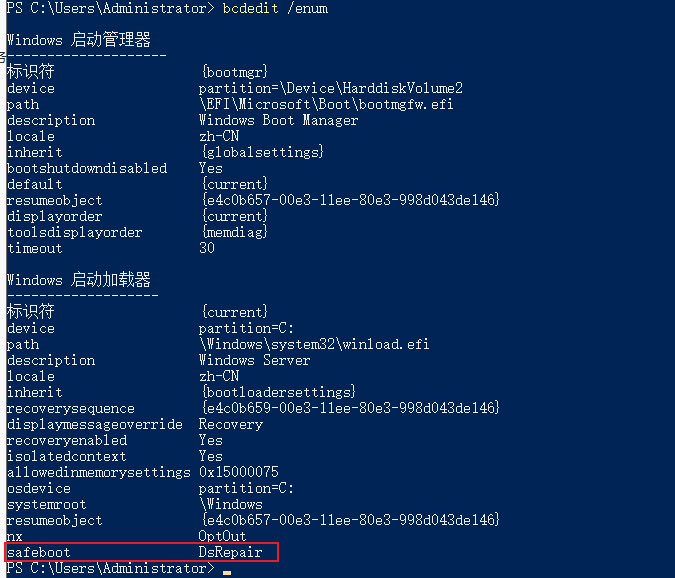 PS C:\Users\Administrator> bcdedit /enum
Windows 启动管理器
--------------------
标识符 {bootmgr}
device partition=\Device\HarddiskVolume2
path \EFI\Microsoft\Boot\bootmgfw.efi
description Windows Boot Manager
locale zh-CN
inherit {globalsettings}
bootshutdowndisabled Yes
default {current}
resumeobject {e4c0b657-00e3-11ee-80e3-998d043de146}
displayorder {current}
toolsdisplayorder {memdiag}
timeout 30
Windows 启动加载器
-------------------
标识符 {current}
device partition=C:
path \Windows\system32\winload.efi
description Windows Server
locale zh-CN
inherit {bootloadersettings}
recoverysequence {e4c0b659-00e3-11ee-80e3-998d043de146}
displaymessageoverride Recovery
recoveryenabled Yes
isolatedcontext Yes
allowedinmemorysettings 0x15000075
osdevice partition=C:
systemroot \Windows
resumeobject {e4c0b657-00e3-11ee-80e3-998d043de146}
nx OptOut
safeboot DsRepair
PS C:\Users\Administrator>